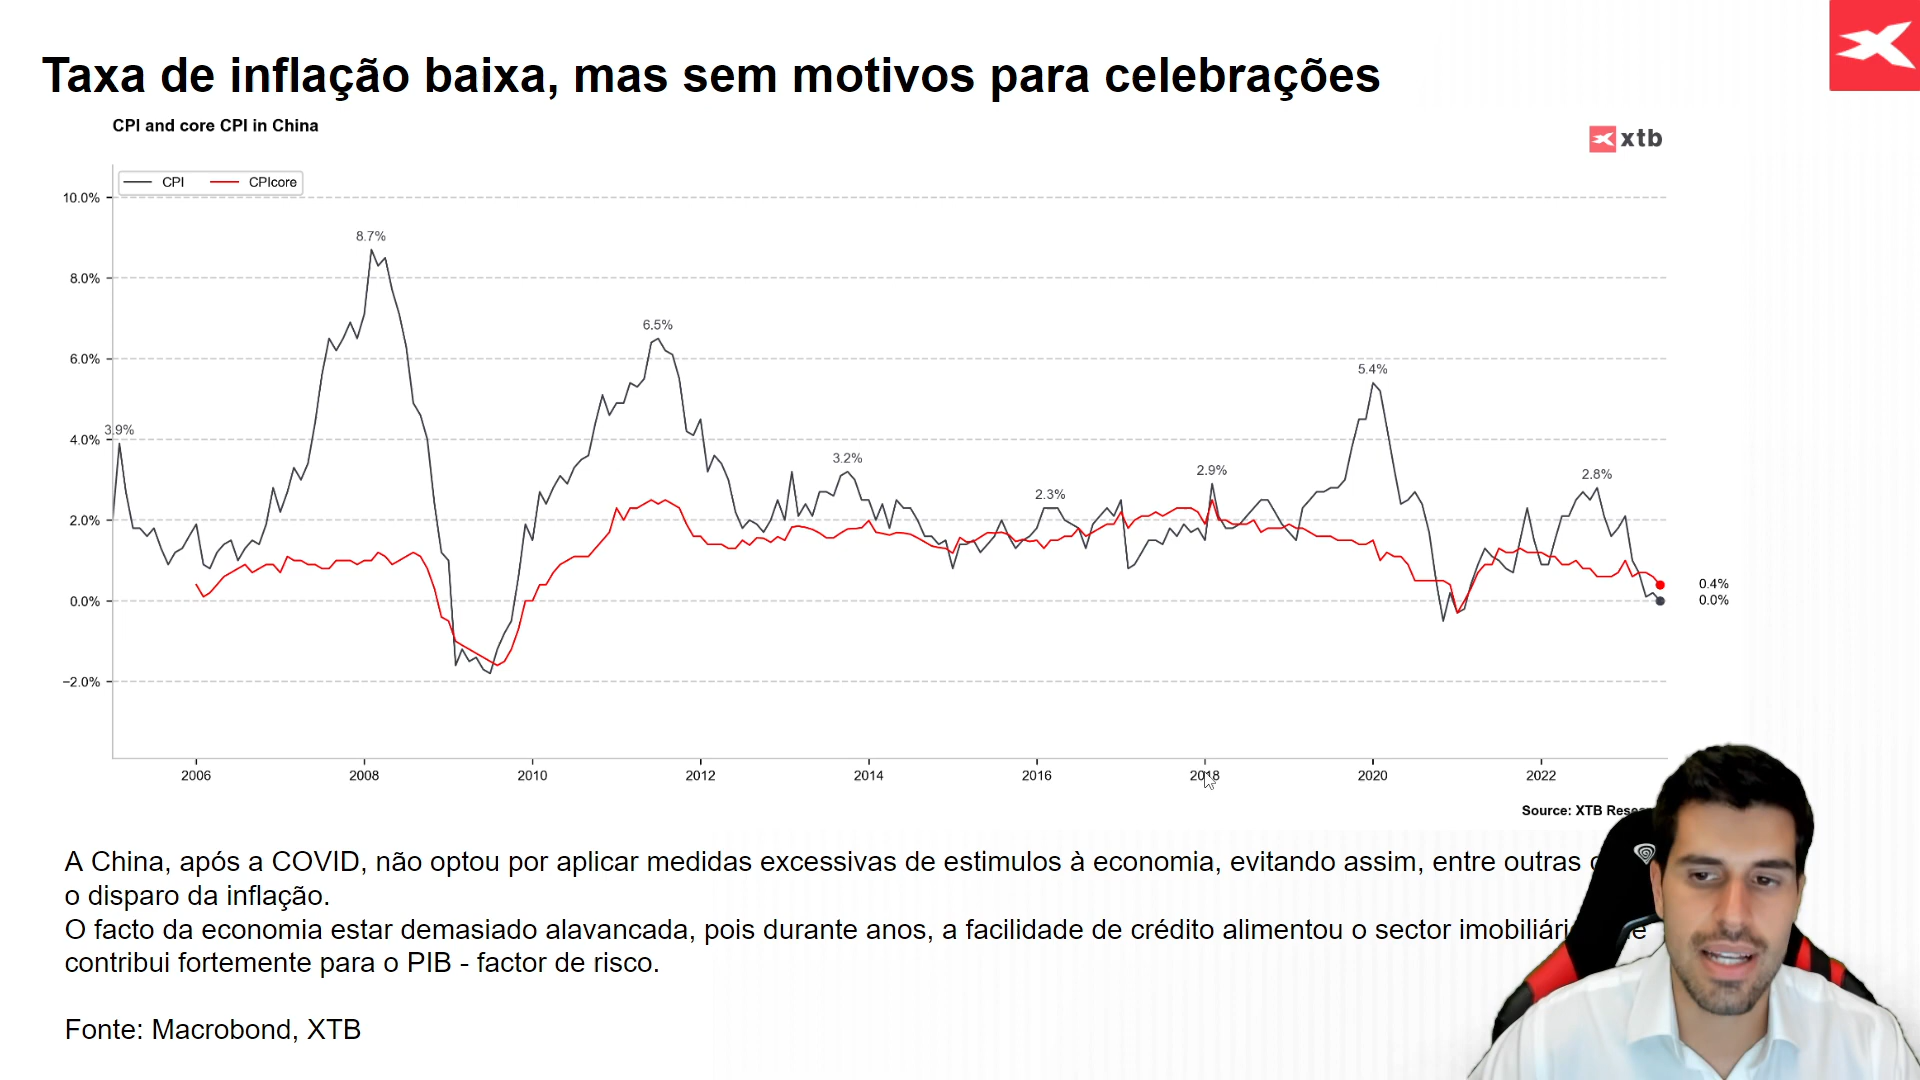 Taxa de inflação baixa, mas sem motivos para celebrações
CPI and core CPI in China
xtb
CPI CPIcore
10.0%
8.0%
6.0%
4.0%
2.0%
0.0%
−2.0%
3.9%
8.7%
6.5%
3.2%
2.3%
2.9%
5.4%
2.8%
0.4%
0.0%
2006 2008 2010 2012 2014 2016 2018 2020 2022
Source: XTB
A China, após a COVID, não optou por aplicar medidas excessivas de estimulos à economia, evitando assim, entre outras
o disparo da inflação.
O facto da economia estar demasiado alavancada, pois durante anos, a facilidade de crédito alimentou o sector
contribui fortemente para o PIB - factor de risco.
Fonte: Macrobond, XTB